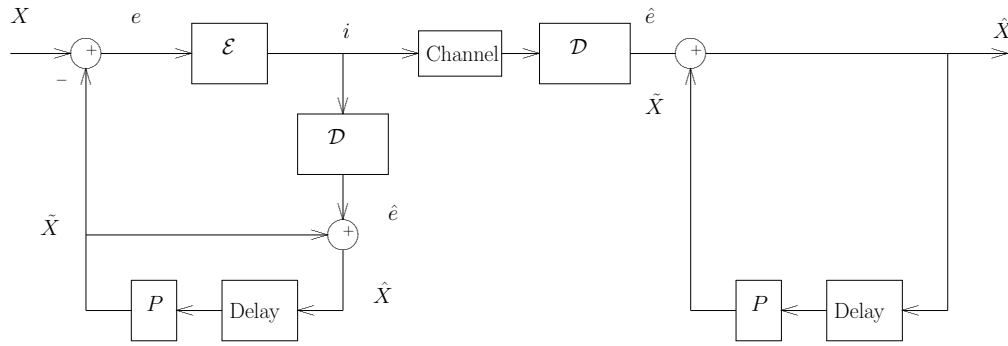 X e i ê X̂
+ ℰ Channel 𝒟 +
−
X̃
𝒟
ê
X̃ +
X̂
P Delay P Delay